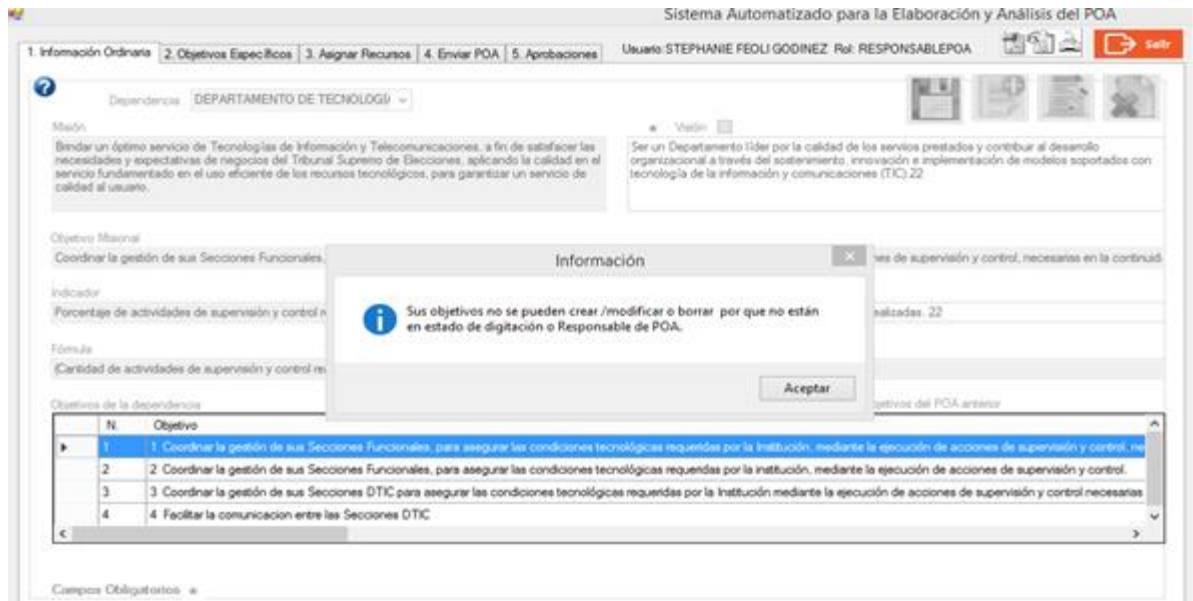 Sistema Automatizado para la Elaboración y Análisis del POA
1. Información Ordinaria 2. Objetivos Específicos 3. Asignar Recursos 4. Enviar POA 5. Aprobaciones Usuario: STEPHANIE FEOLI GODINEZ Rol: RESPONSABLEPOA Salir
Dependencia DEPARTAMENTO DE TECNOLOGÍ
Misión
Brindar un óptimo servicio de Tecnologías de Información y Telecomunicaciones, a fin de satisfacer las
necesidades y expectativas de negocios del Tribunal Supremo de Elecciones, aplicando la calidad en el
servicio fundamentado en el uso eficiente de los recursos tecnológicos, para garantizar un servicio de
calidad al usuario.
* Visión
Ser un Departamento líder por la calidad de los servios prestados y contribuir al desarrollo
organizacional a través del sostenimiento, innovación e implementación de modelos soportados con
tecnología de la información y comunicaciones (TIC).22
Objetivo Misional
Coordinar la gestión de sus Secciones Funcionales, es de supervisión y control, necesarias en la continuid
Indicador
Porcentaje de actividades de supervisión y control ealizadas. 22
Fórmula
(Cantidad de actividades de supervisión y control
Información
Sus objetivos no se pueden crear /modificar o borrar por que no están
en estado de digitación o Responsable de POA.
Aceptar
Objetivos de la dependencia etivos del POA anterior
N. Objetivo
1 1 Coordinar la gestión de sus Secciones Funcionales, para asegurar las condiciones tecnológicas requeridas por la Institución, mediante la ejecución de acciones de supervisión y control, ne
2 2 Coordinar la gestión de sus Secciones Funcionales, para asegurar las condiciones tecnológicas requeridas por la institución, mediante la ejecución de acciones de supervisión y control.
3 3 Coordinar la gestión de sus Secciones DTIC para asegurar las condiciones tecnológicas requeridas por la Institución mediante la ejecución de acciones de supervisión y control necesarias
4 4 Facilitar la comunicacion entre las Secciones DTIC
Campos Obligatorios *